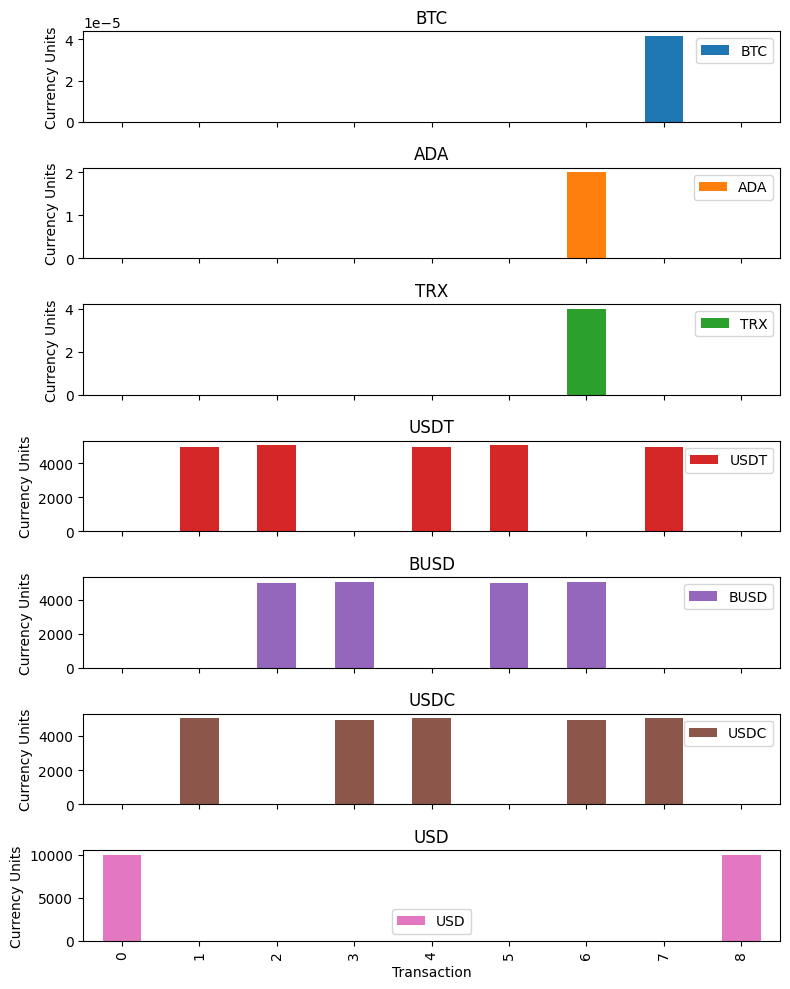 BTC
1e−5
Currency Units
4
2
0
BTC
ADA
Currency Units
2
1
0
ADA
TRX
Currency Units
4
2
0
TRX
USDT
Currency Units
4000
2000
0
USDT
BUSD
Currency Units
4000
2000
0
BUSD
USDC
Currency Units
4000
2000
0
USDC
USD
Currency Units
10000
5000
0
USD
0 1 2 3 4 5 6 7 8
Transaction